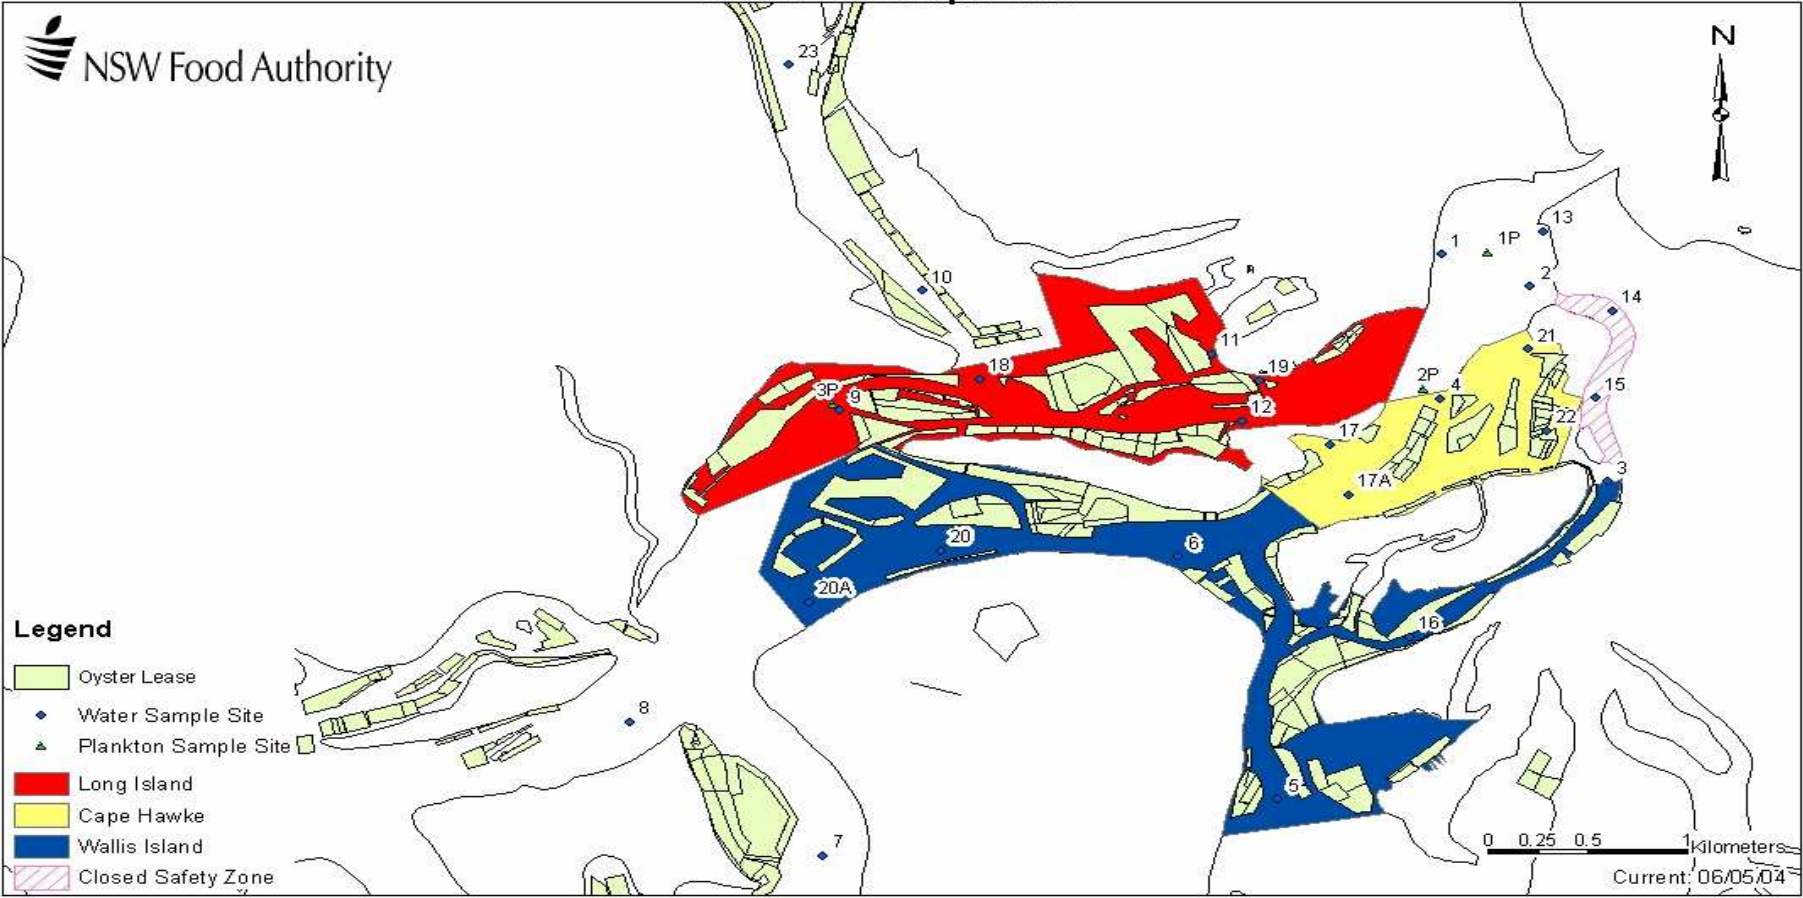 NSW Food Authority
N
23
13
1
1P
2
10
14
11
21
18
19
2P
4
3P
9
15
12
22
17
3
17A
20
6
20A
16
8
5
7
Legend
Oyster Lease
Water Sample Site
Plankton Sample Site
Long Island
Cape Hawke
Wallis Island
Closed Safety Zone
0 0.25 0.5 1
Kilometers
Current: 06/05/04